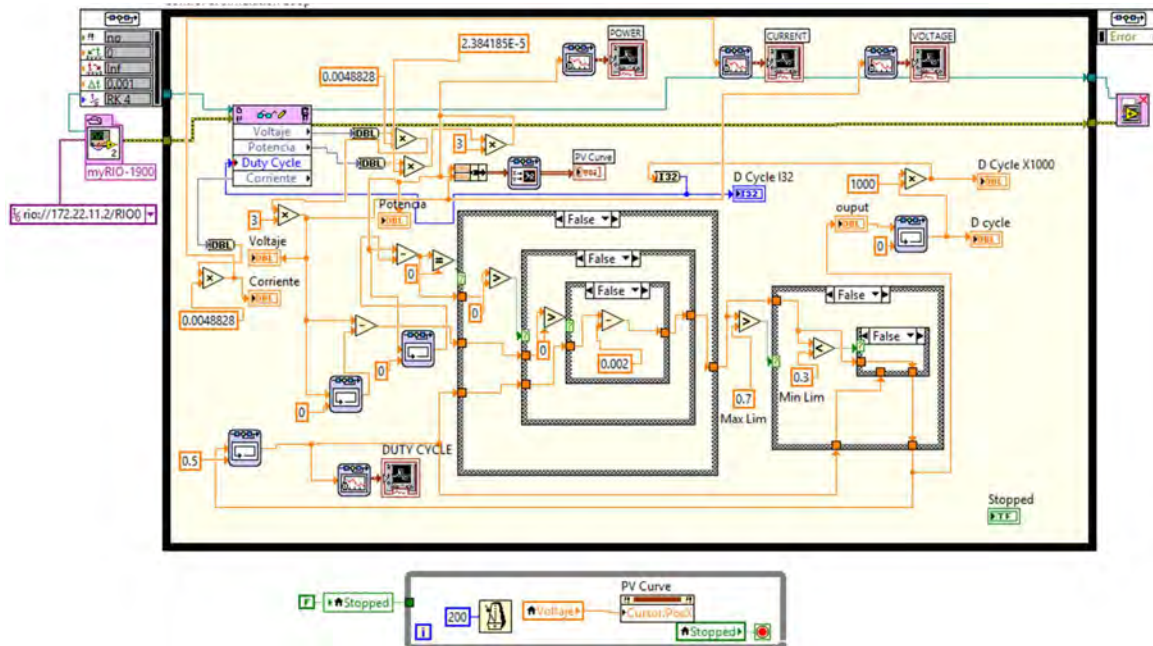 Error
no
0
Inf
Δt
0.001
RK 4
2
myRIO-1900
rio://172.22.11.2/RIO0
2.384185E-5
0.0048828
POWER
CURRENT
VOLTAGE
Voltaje
Potencia
Duty Cycle
Corriente
DBL
DBL
3
PV Curve
I32
D Cycle I32
I32
1000
D Cycle X1000
DBL
ouput
DBL
0
D cycle
DBL
3
DBL
Voltaje
DBL
Corriente
DBL
0.0048828
Potencia
DBL
0
0
0
0
0
False
False
False
0.002
0.7
Max Lim
False
False
0.3
Min Lim
0.5
DUTY CYCLE
Stopped
TF
F
Stopped
i
200
Voltaje
PV Curve
Cursor.PosX
Stopped